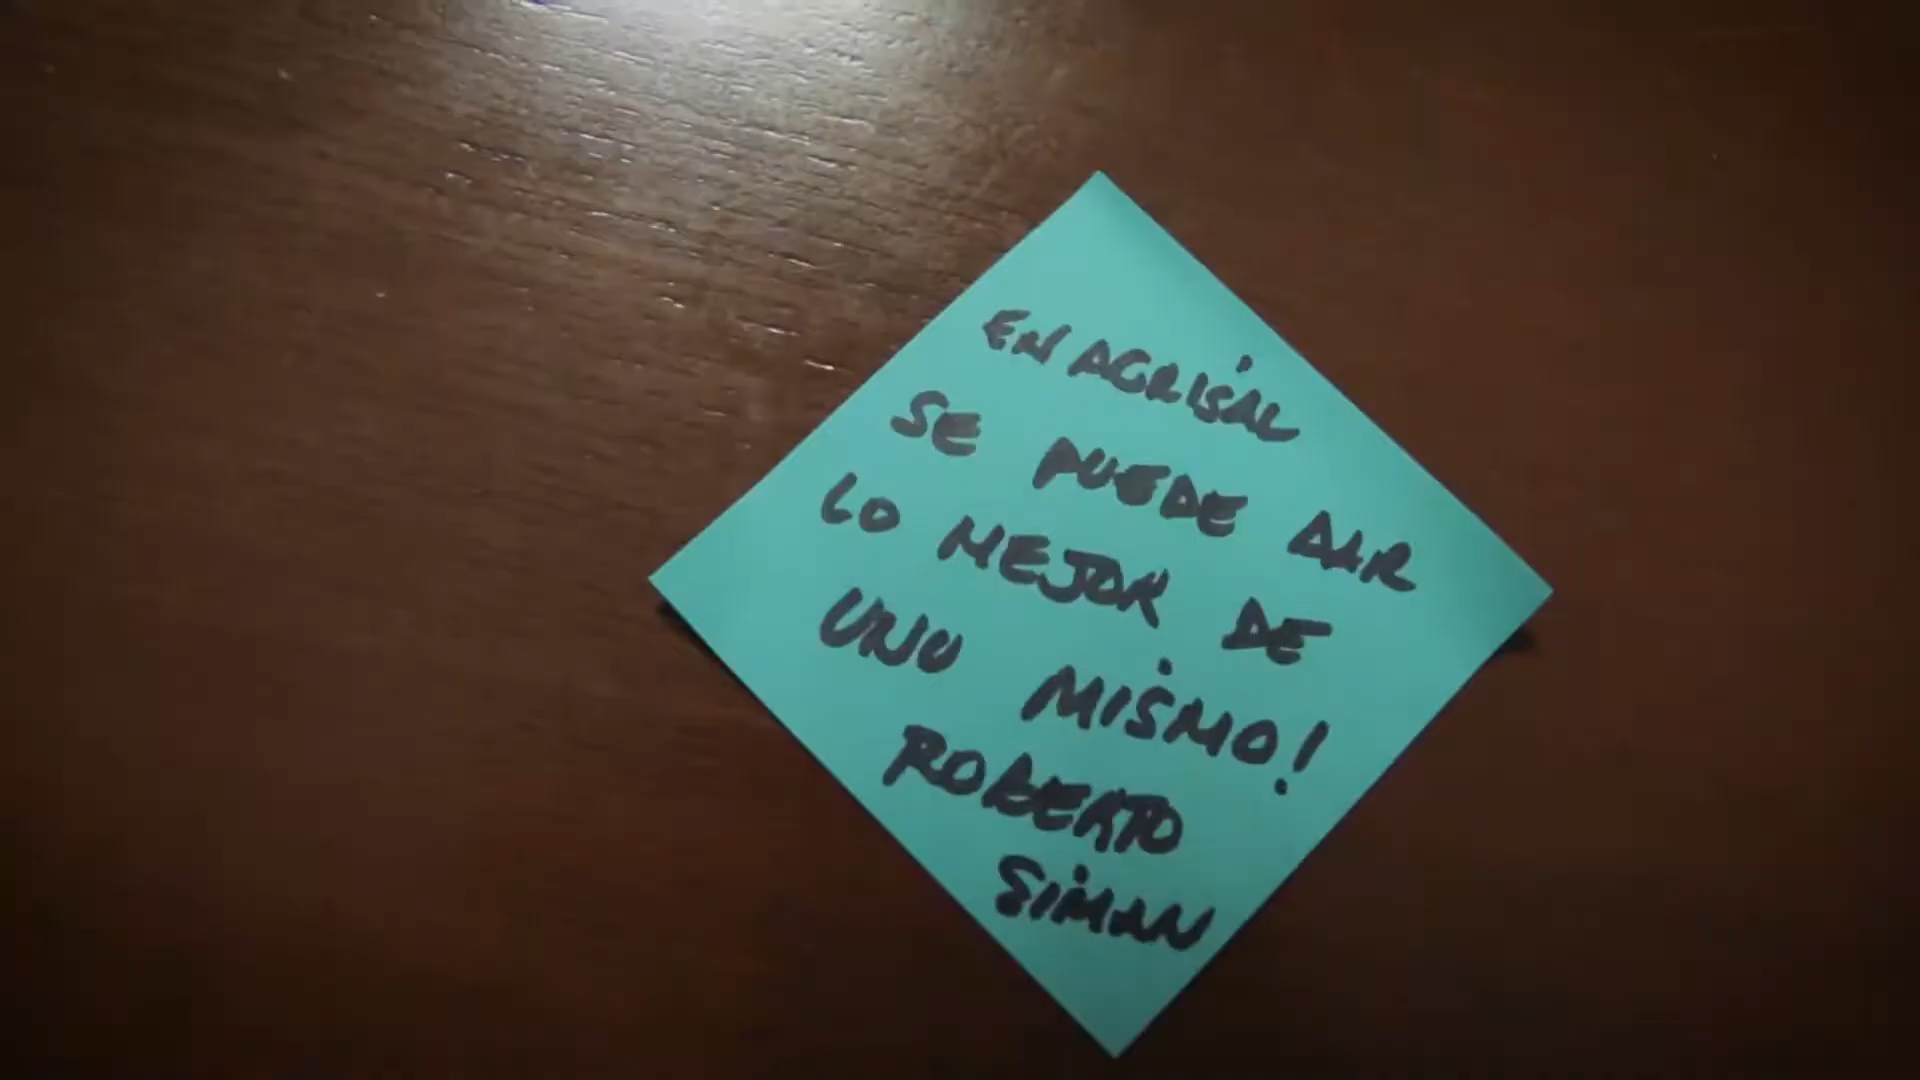 EN AGRISAL
SE PUEDE DAR
LO MEJOR DE
UNO MISMO!
ROBERTO
SIMAN